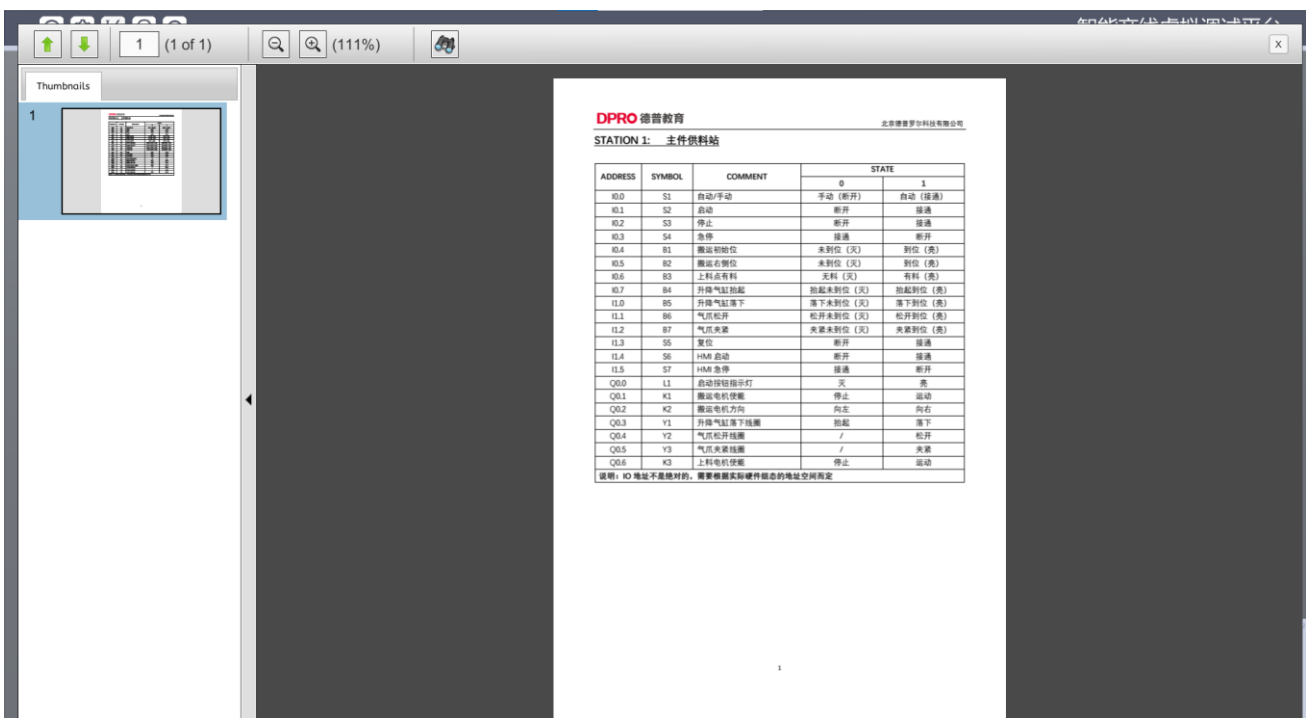 1 (1 of 1) (111%) x
Thumbnails
1
DPRO 德普教育
北京德普罗尔科技有限公司
STATION 1: 主件供料站
ADDRESS SYMBOL COMMENT STATE
0 1
I0.0 S1 自动/手动 手动（断开） 自动（接通）
I0.1 S2 启动 断开 接通
I0.2 S3 停止 断开 接通
I0.3 S4 急停 接通 断开
I0.4 B1 搬运初始位 未到位（灭） 到位（亮）
I0.5 B2 搬运右侧位 未到位（灭） 到位（亮）
I0.6 B3 上料点有料 无料（灭） 有料（亮）
I0.7 B4 升降气缸抬起 抬起未到位（灭） 抬起到位（亮）
I1.0 B5 升降气缸落下 落下未到位（灭） 落下到位（亮）
I1.1 B6 气爪松开 松开未到位（灭） 松开到位（亮）
I1.2 B7 气爪夹紧 夹紧未到位（灭） 夹紧到位（亮）
I1.3 S5 复位 断开 接通
I1.4 S6 HMI 启动 断开 接通
I1.5 S7 HMI 急停 接通 断开
Q0.0 L1 启动按钮指示灯 灭 亮
Q0.1 K1 搬运电机使能 停止 运动
Q0.2 K2 搬运电机方向 向左 向右
Q0.3 Y1 升降气缸落下线圈 抬起 落下
Q0.4 Y2 气爪松开线圈 / 松开
Q0.5 Y3 气爪夹紧线圈 / 夹紧
Q0.6 K3 上料电机使能 停止 运动
说明：IO 地址不是绝对的，需要根据实际硬件组态的地址空间而定
1